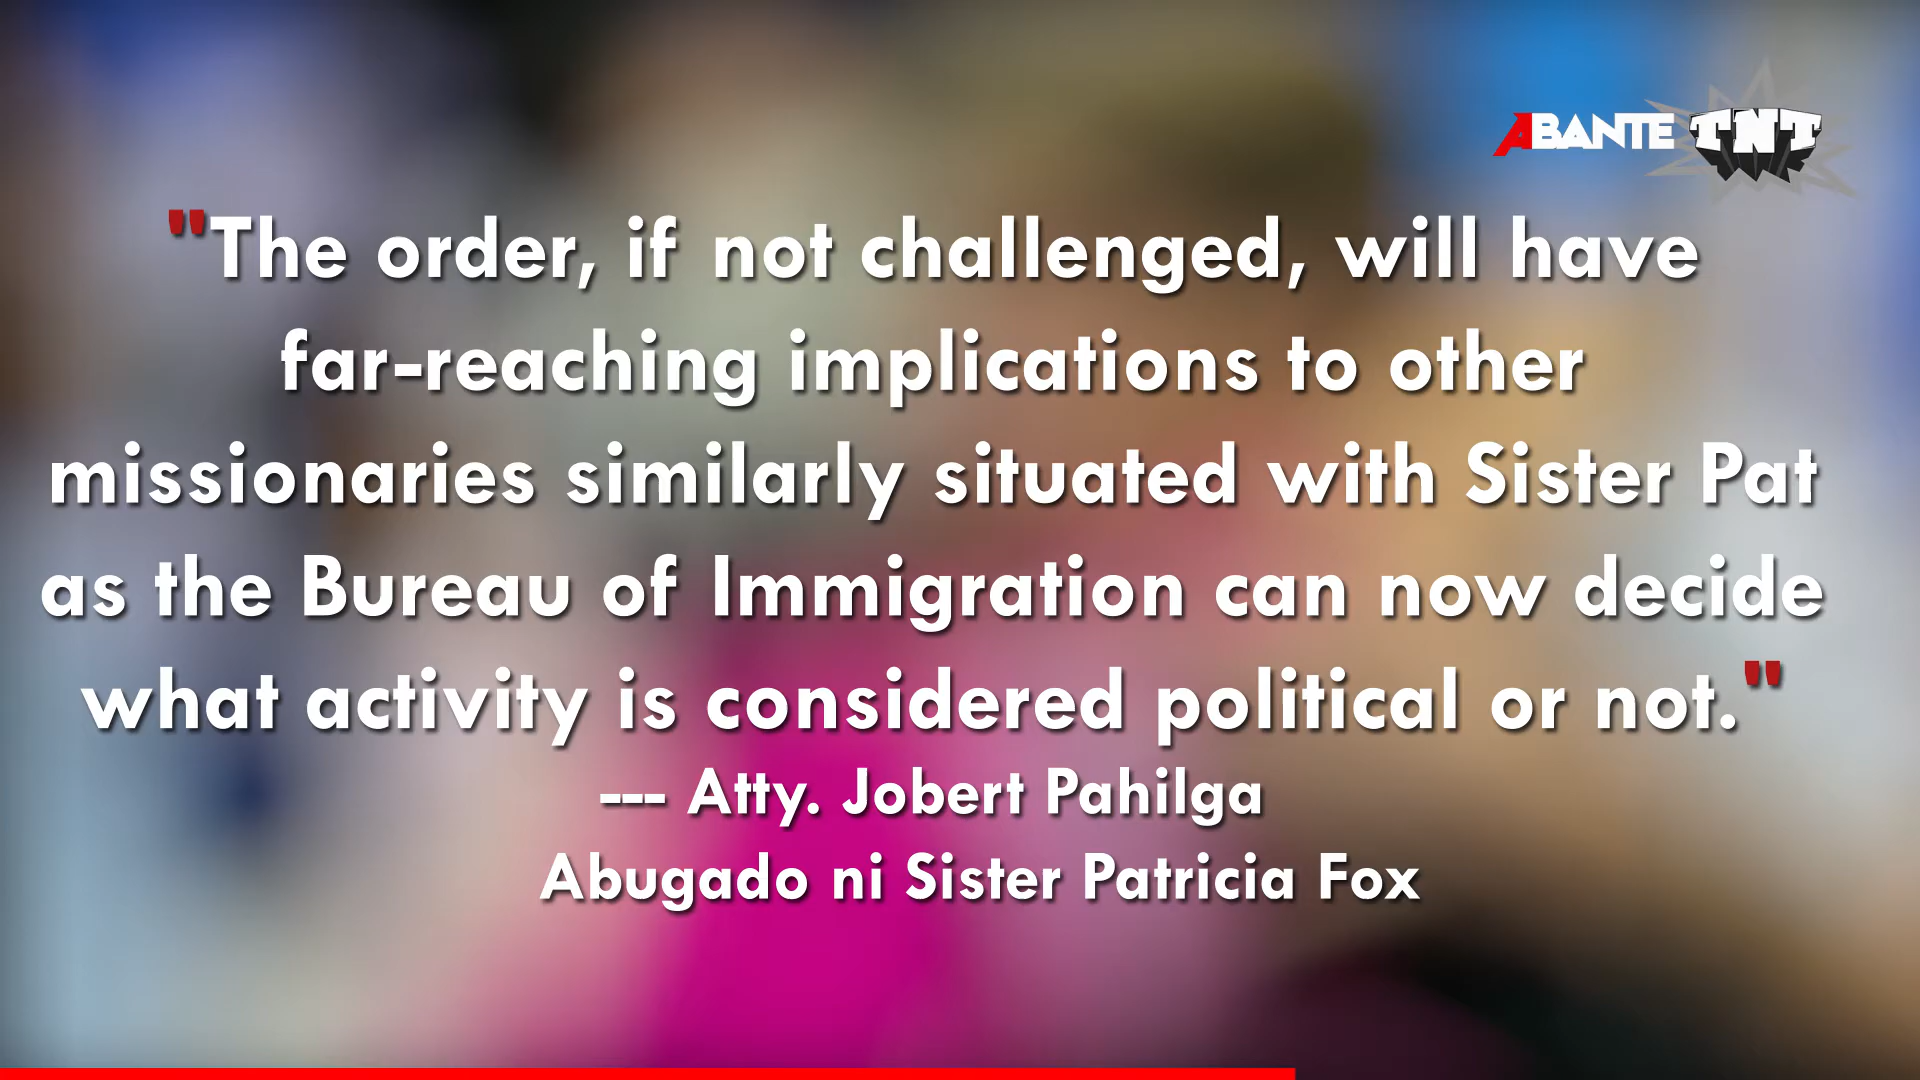 ABANTE TNT
"The order, if not challenged, will have
far-reaching implications to other
missionaries similarly situated with Sister Pat
as the Bureau of Immigration can now decide
what activity is considered political or not."
--- Atty. Jobert Pahilga
Abugado ni Sister Patricia Fox